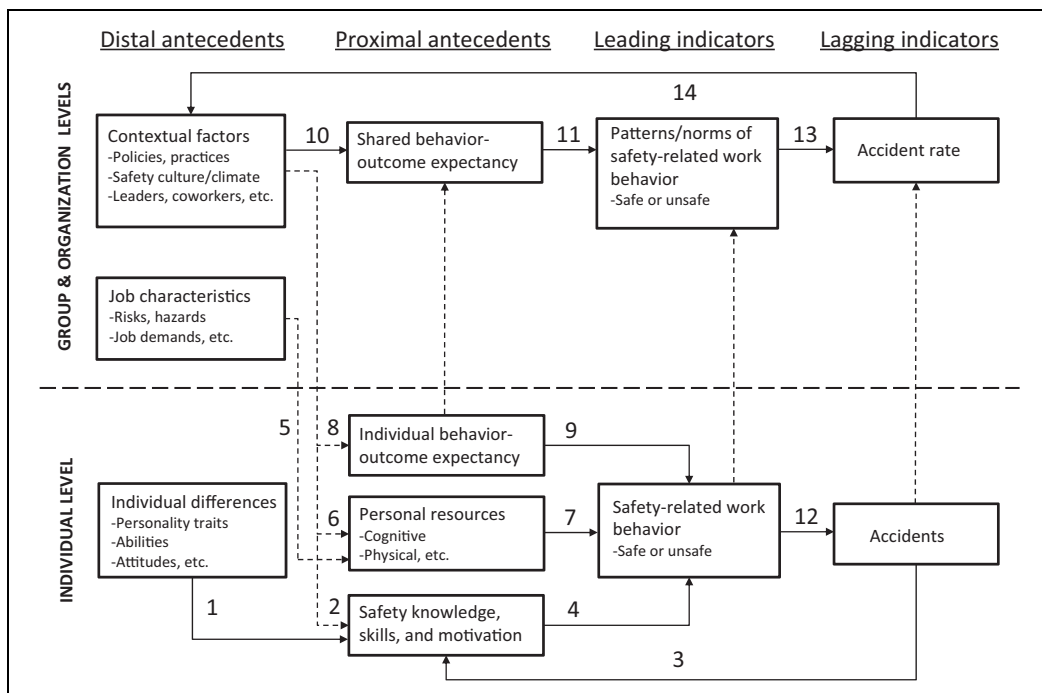 Distal antecedents
Proximal antecedents
Leading indicators
Lagging indicators
GROUP & ORGANIZATION LEVELS
14
Contextual factors
-Policies, practices
-Safety culture/climate
-Leaders, coworkers, etc.
10
Shared behavior-
outcome expectancy
11
Patterns/norms of
safety-related work
behavior
-Safe or unsafe
13
Accident rate
Job characteristics
-Risks, hazards
-Job demands, etc.
INDIVIDUAL LEVEL
5
8
Individual behavior-
outcome expectancy
9
Individual differences
-Personality traits
-Abilities
-Attitudes, etc.
6
Personal resources
-Cognitive
-Physical, etc.
7
Safety-related work
behavior
-Safe or unsafe
12
Accidents
1
2
Safety knowledge,
skills, and motivation
4
3